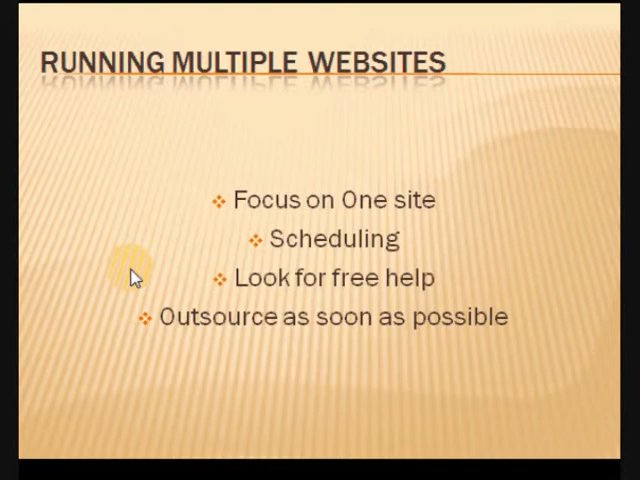 RUNNING MULTIPLE WEBSITES
Focus on One site
Scheduling
Look for free help
Outsource as soon as possible